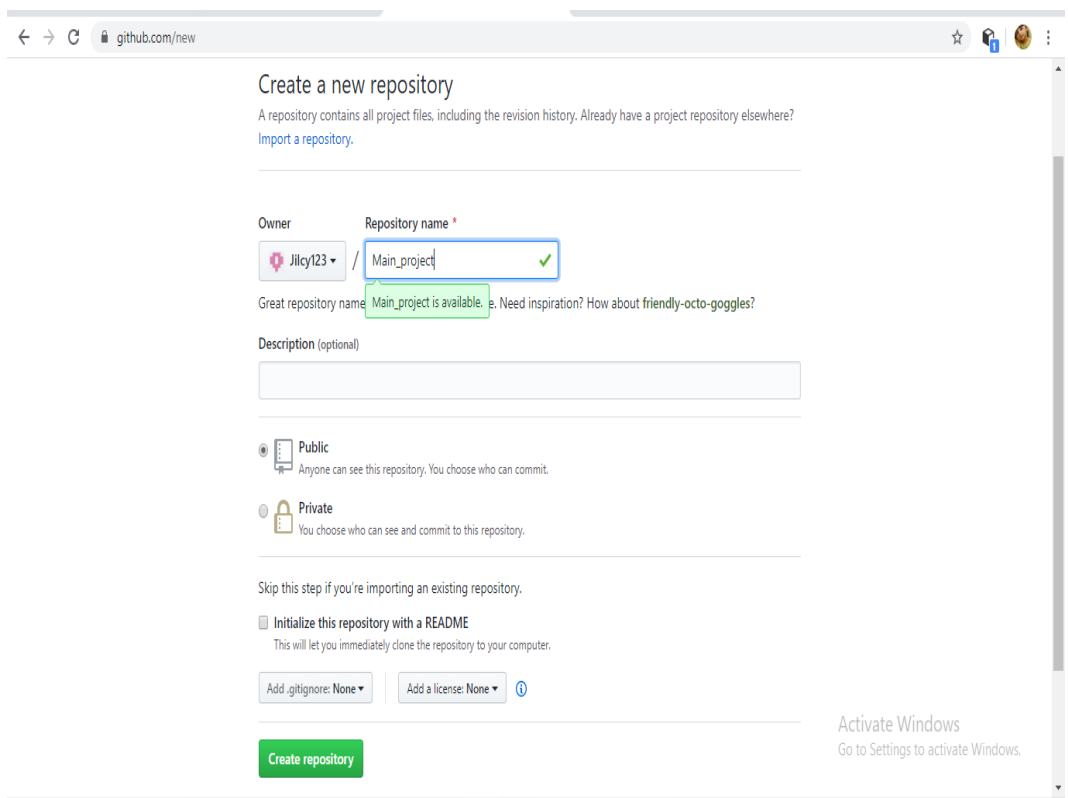 github.com/new
1
Create a new repository
A repository contains all project files, including the revision history. Already have a project repository elsewhere?
Import a repository.
Owner
Repository name *
Jilcy123 / Main_project
Main_project is available.
Great repository name e. Need inspiration? How about friendly-octo-goggles?
Description (optional)
Public
Anyone can see this repository. You choose who can commit.
Private
You choose who can see and commit to this repository.
Skip this step if you're importing an existing repository.
Initialize this repository with a README
This will let you immediately clone the repository to your computer.
Add .gitignore: None Add a license: None
Create repository
Activate Windows
Go to Settings to activate Windows.